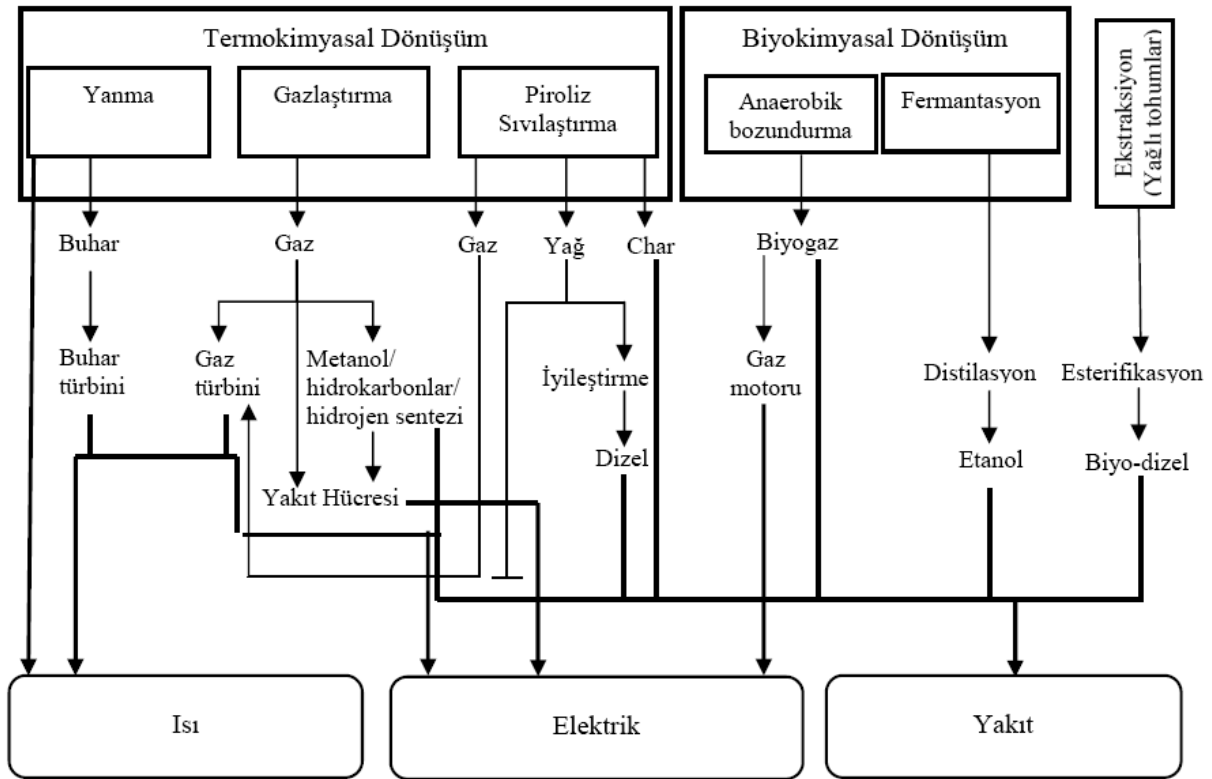 Termokimyasal Dönüşüm
Biyokimyasal Dönüşüm
Yanma
Gazlaştırma
Piroliz
Sıvılaştırma
Anaerobik
bozundurma
Fermantasyon
Ekstraksiyon
(Yağlı tohumlar)
Buhar
Gaz
Gaz
Yağ
Char
Biyogaz
Buhar
türbini
Gaz
türbini
Metanol/
hidrokarbonlar/
hidrojen sentezi
İyileştirme
Gaz
motoru
Distilasyon
Esterifikasyon
Yakıt Hücresi
Dizel
Etanol
Biyo-dizel
Isı
Elektrik
Yakıt